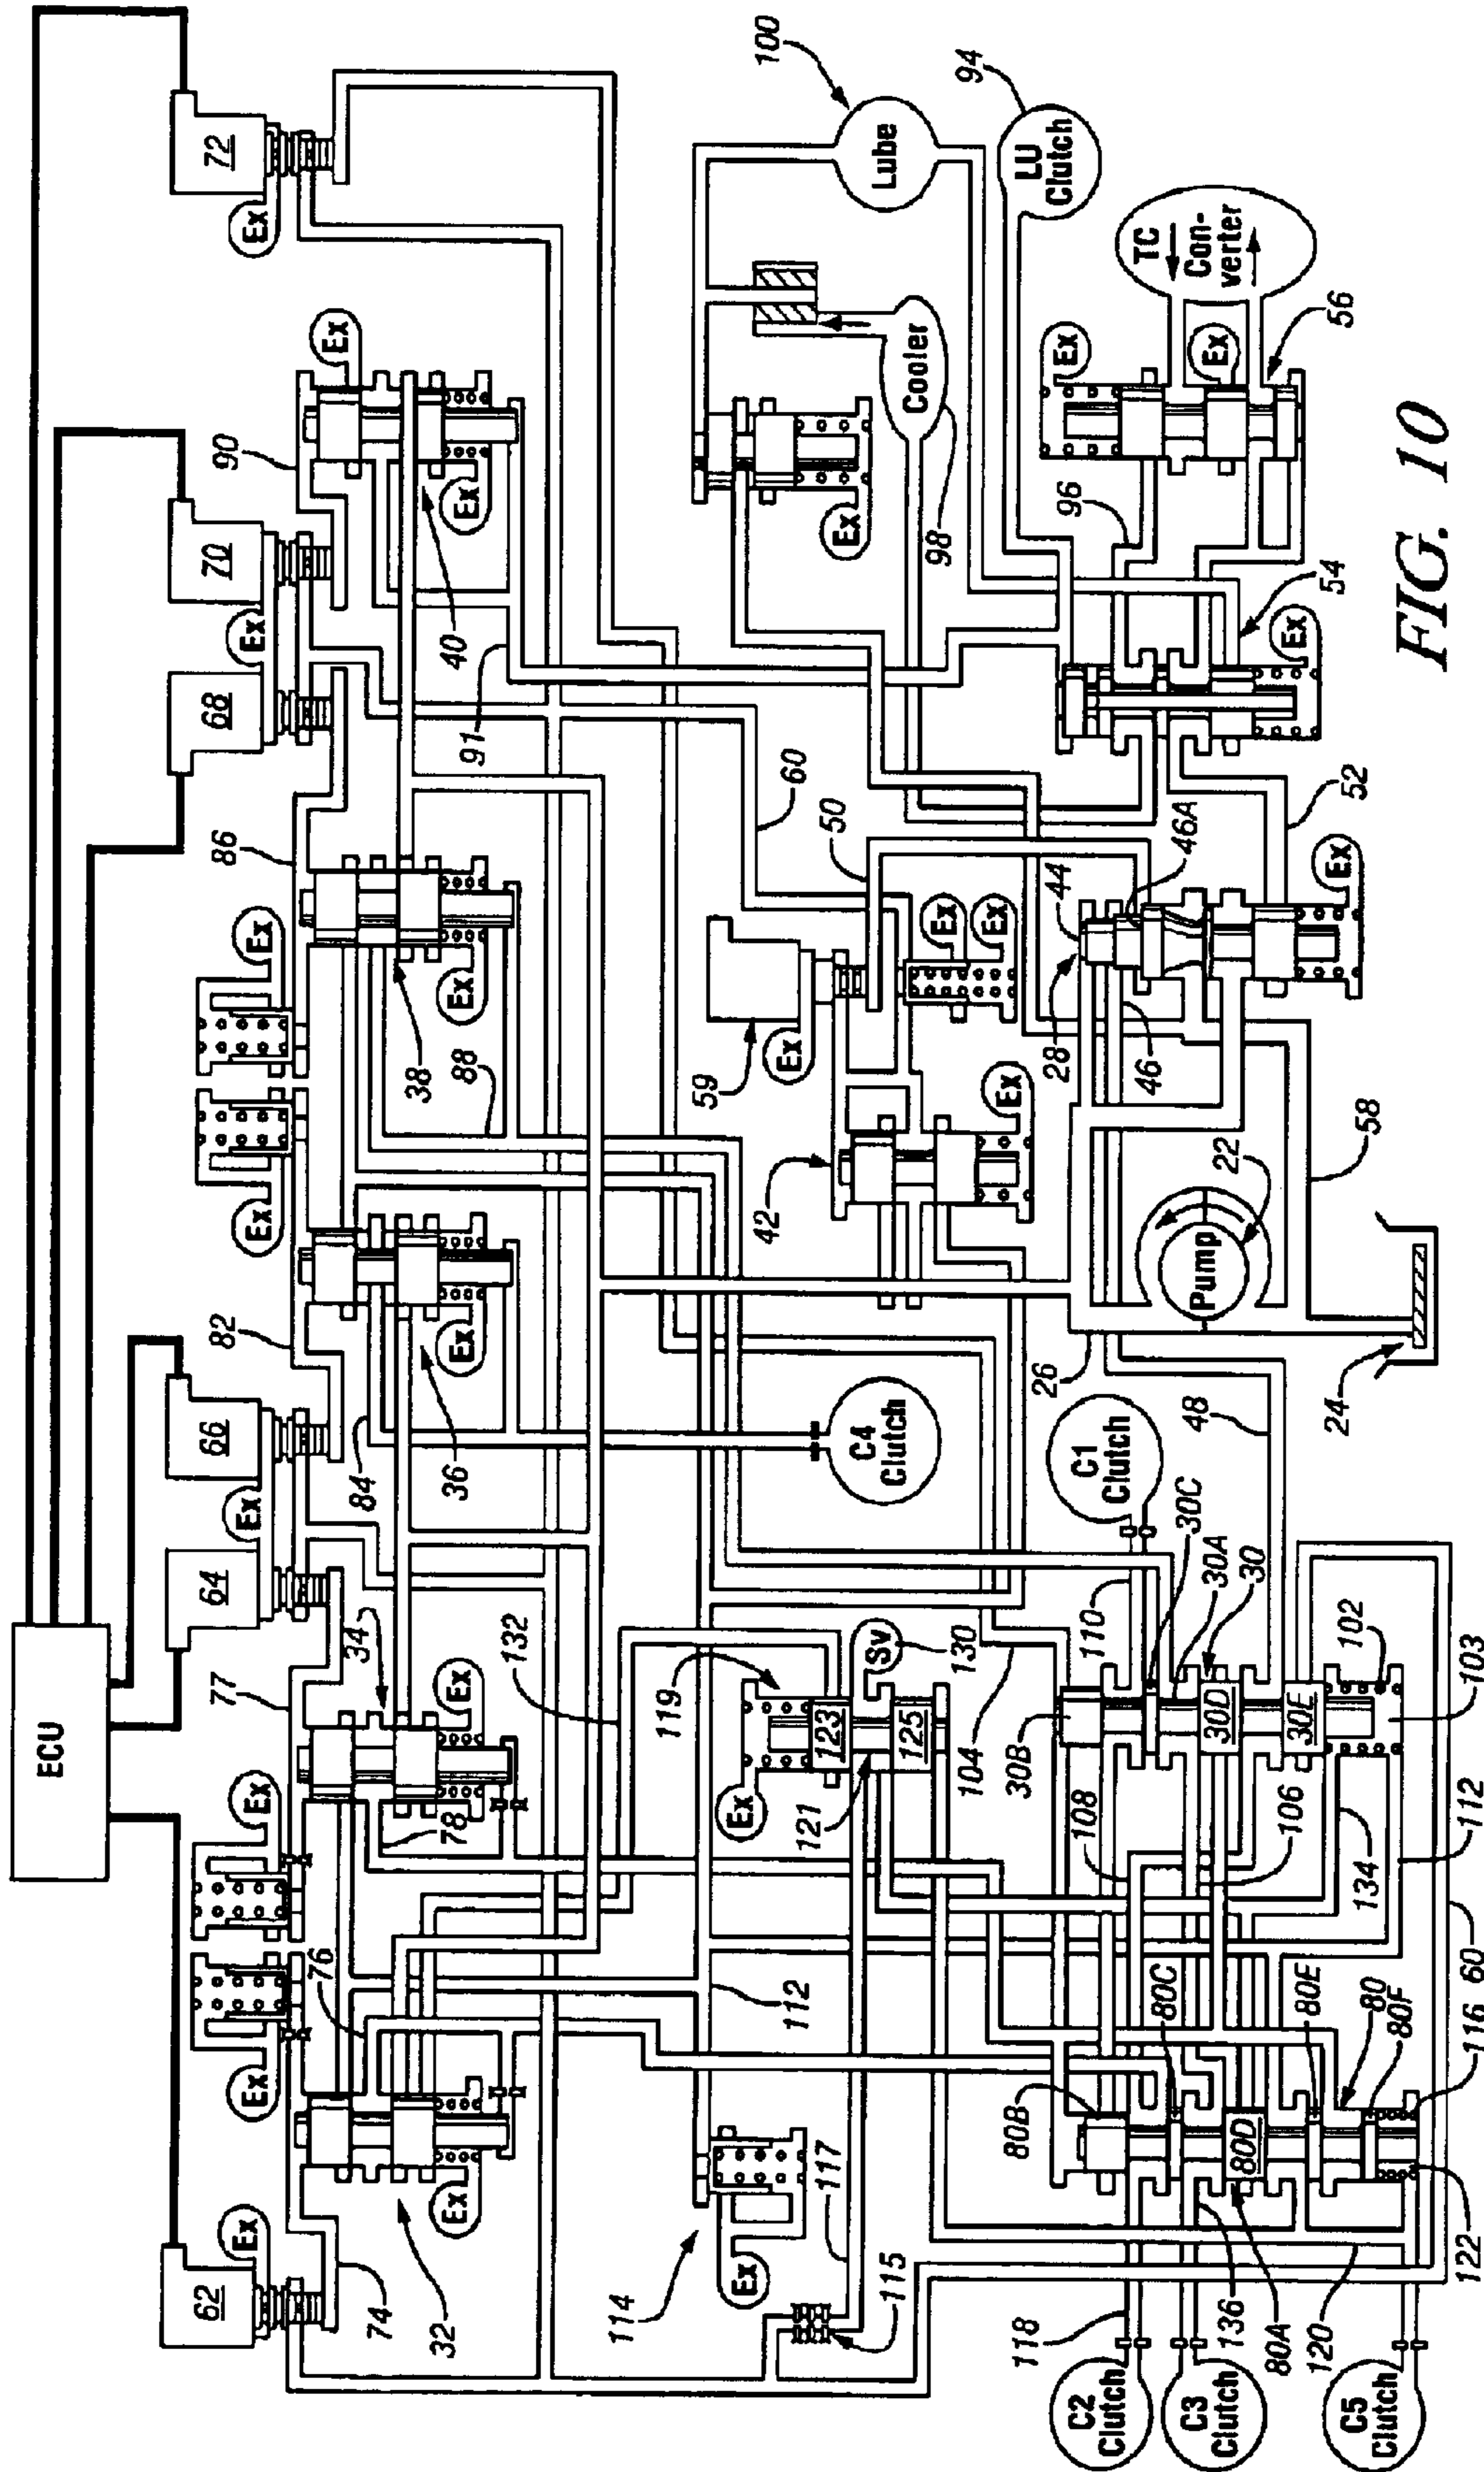 ECU
62
Ex
64
Ex
66
68
Ex
70
72
Ex
74
76
77
82
86
90
Ex
Ex
Ex
Ex
32
Ex
78
34
Ex
84
36
Ex
38
Ex
88
40
Ex
Ex
91
132
114
Ex
112
117
115
119
Ex
123
125
121
Sv
130
104
C4
Clutch
42
Ex
59
Ex
Ex
Ex
60
50
Ex
98
Cooler
Lube
100
LU
Clutch
94
C1
Clutch
110
30B
30C
30A
30
30D
30E
102
103
108
106
134
112
60
48
26
Pump
22
24
58
28
44
46
46A
Ex
52
54
Ex
96
56
Ex
Ex
TC
Con-
verter
80B
80C
80D
80E
80
80F
80A
116
122
118
136
120
C2
Clutch
C3
Clutch
C5
Clutch
FIG. 10